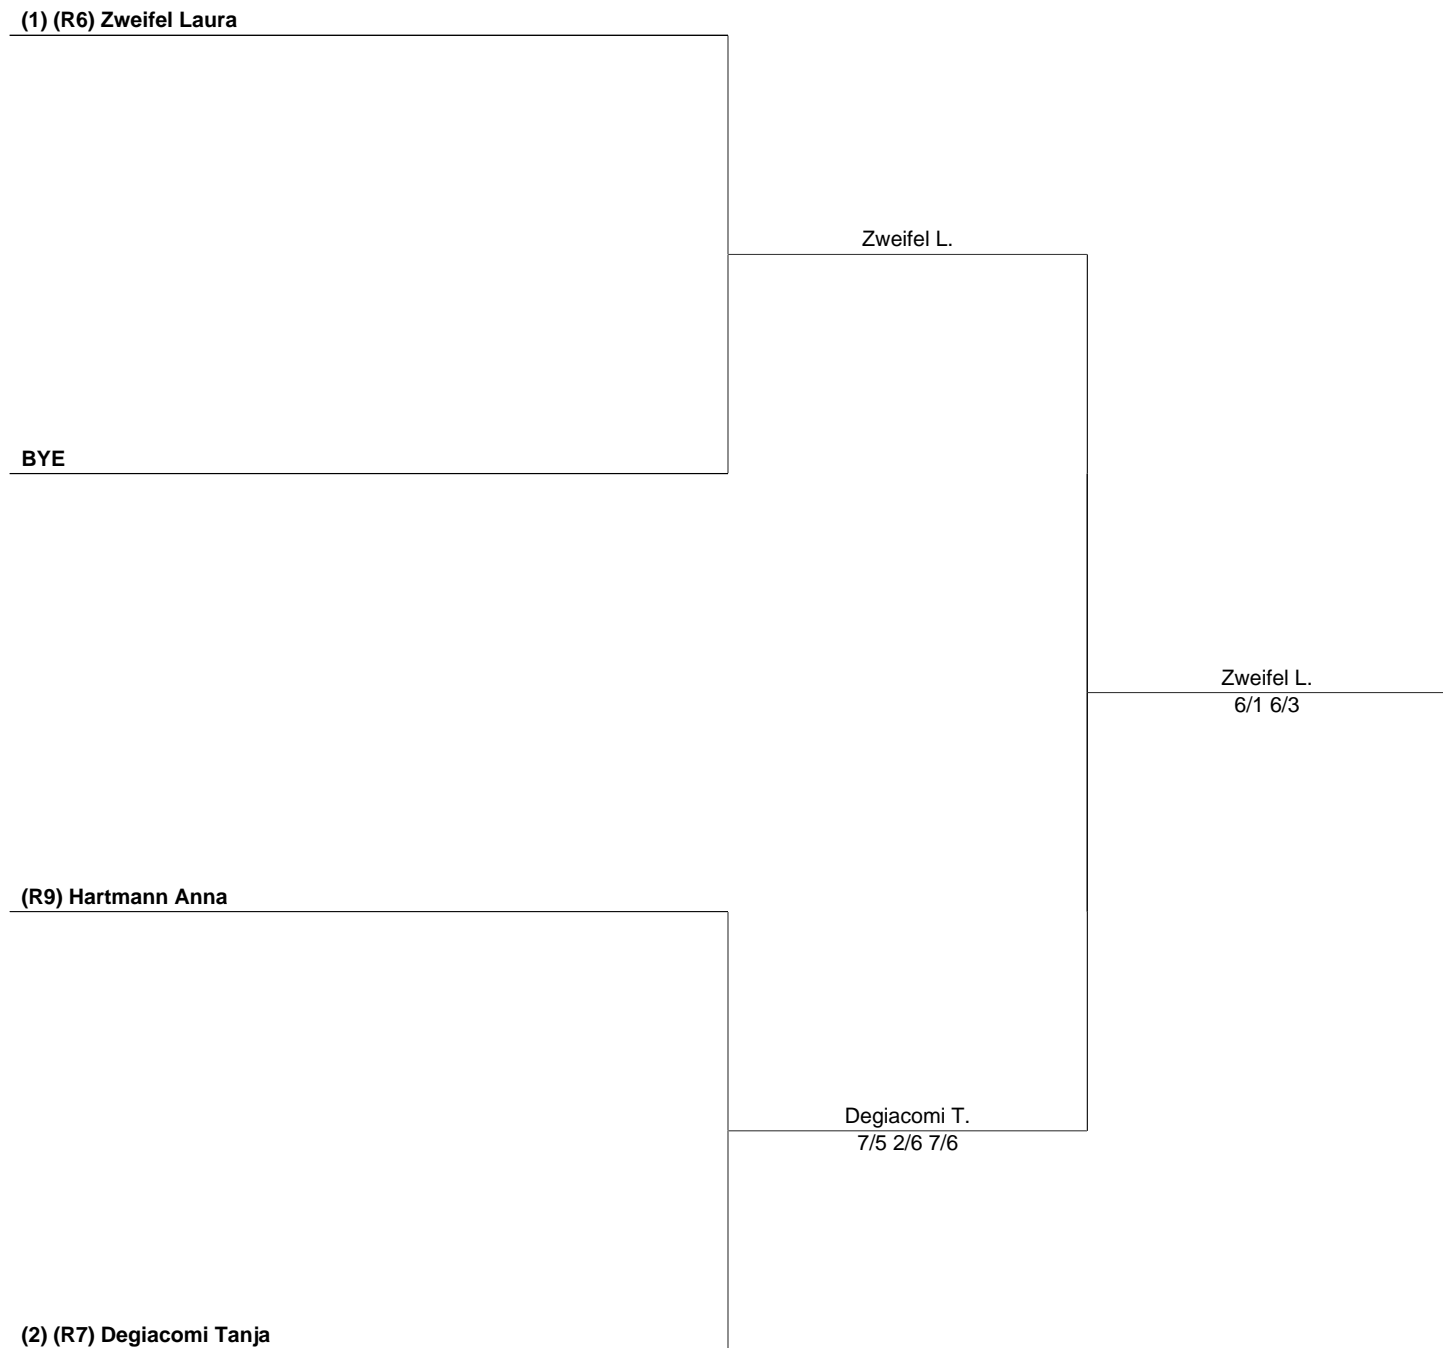 (1) (R6) Zweifel Laura
Zweifel L.
BYE
Zweifel L.
6/1 6/3
(R9) Hartmann Anna
Degiacomi T.
7/5 2/6 7/6
(2) (R7) Degiacomi Tanja